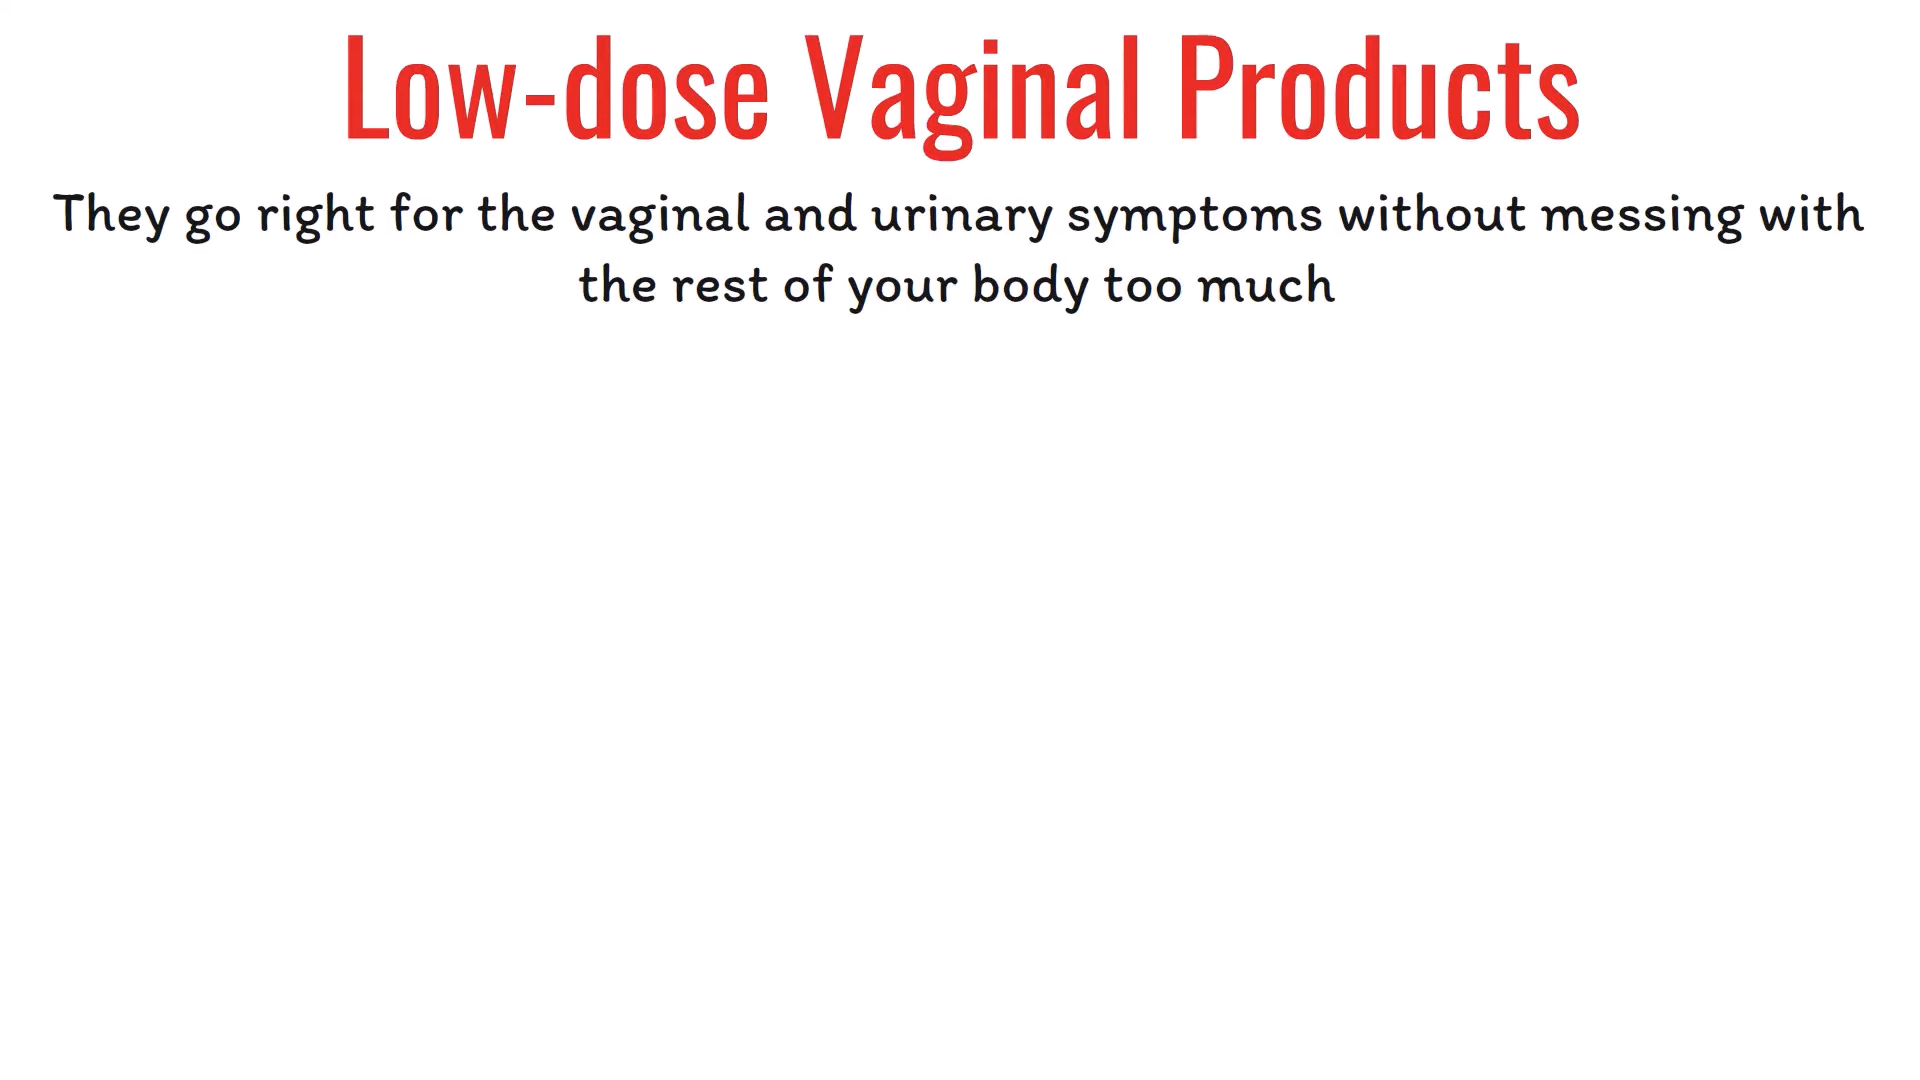 Low-dose Vaginal Products
They go right for the vaginal and urinary symptoms without messing with
the rest of your body too much